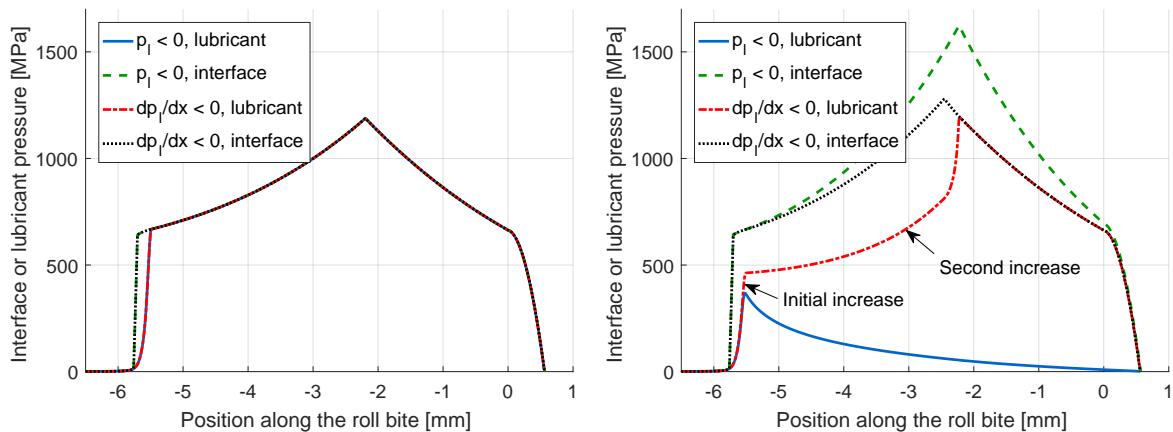 Interface or lubricant pressure [MPa]
1500
1000
500
0
p_l < 0, lubricant
p_l < 0, interface
dp_l/dx < 0, lubricant
dp_l/dx < 0, interface
-6 -5 -4 -3 -2 -1 0 1
Position along the roll bite [mm]
Interface or lubricant pressure [MPa]
1500
1000
500
0
p_l < 0, lubricant
p_l < 0, interface
dp_l/dx < 0, lubricant
dp_l/dx < 0, interface
Second increase
Initial increase
-6 -5 -4 -3 -2 -1 0 1
Position along the roll bite [mm]